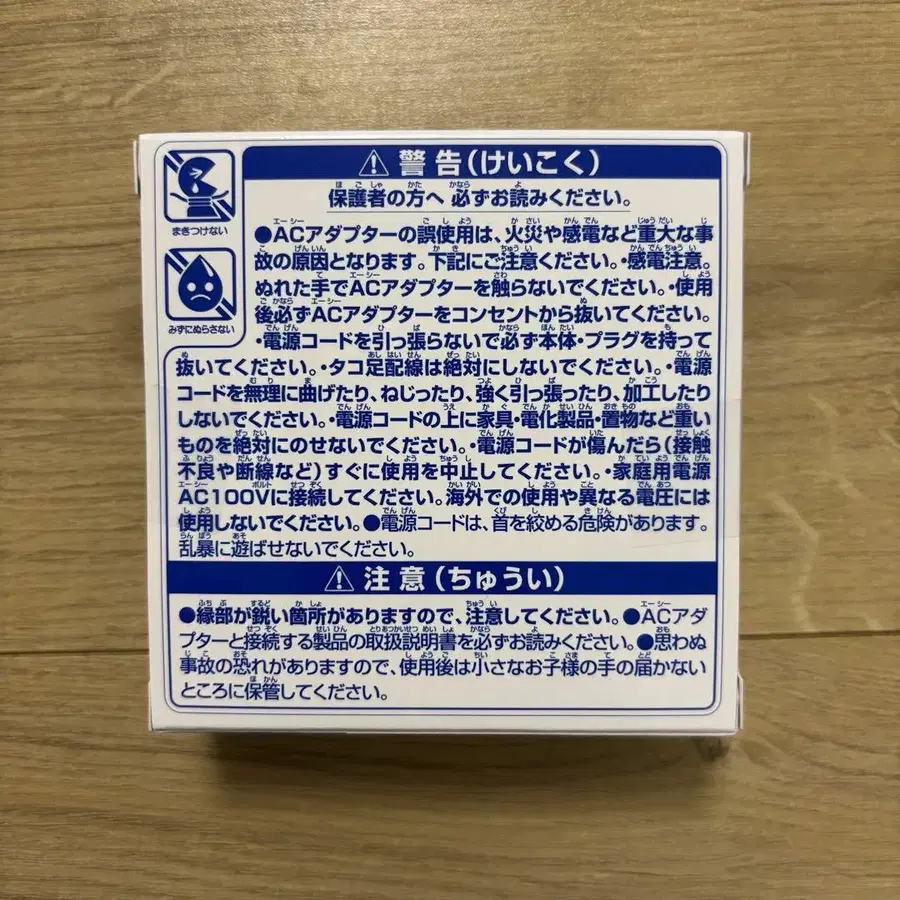 警告(けいこく)
保護者の方へ 必ずお読みください。
まきつけない
みずにぬらさない
●ACアダプターの誤使用は、火災や感電など重大な事
故の原因となります。下記にご注意ください。・感電注意。
ぬれた手でACアダプターを触らないでください。・使用
後必ずACアダプターをコンセントから抜いてください。
・電源コードを引っ張らないで必ず本体・プラグを持って
抜いてください。・タコ足配線は絶対にしないでください。・電源
コードを無理に曲げたり、ねじったり、強く引っ張ったり、加工したり
しないでください。・電源コードの上に家具・電化製品・置物など重い
ものを絶対にのせないでください。・電源コードが傷んだら(接触
不良や断線など)すぐに使用を中止してください。・家庭用電源
AC100Vに接続してください。海外での使用や異なる電圧には
使用しないでください。●電源コードは、首を絞める危険があります。
乱暴に遊ばせないでください。
注意(ちゅうい)
●縁部が鋭い箇所がありますので、注意してください。●ACアダ
プターと接続する製品の取扱説明書を必ずお読みください。●思わぬ
事故の恐れがありますので、使用後は小さなお子様の手の届かない
ところに保管してください。